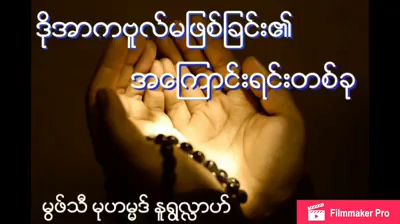 ဒိုအာကဗူလ်မဖြစ်ခြင်း၏
အကြောင်းရင်းတစ်ခု
မွဖ်သီ မုဟမ္မဒ် နူရွလ္လာဟ်
Filmmaker Pro